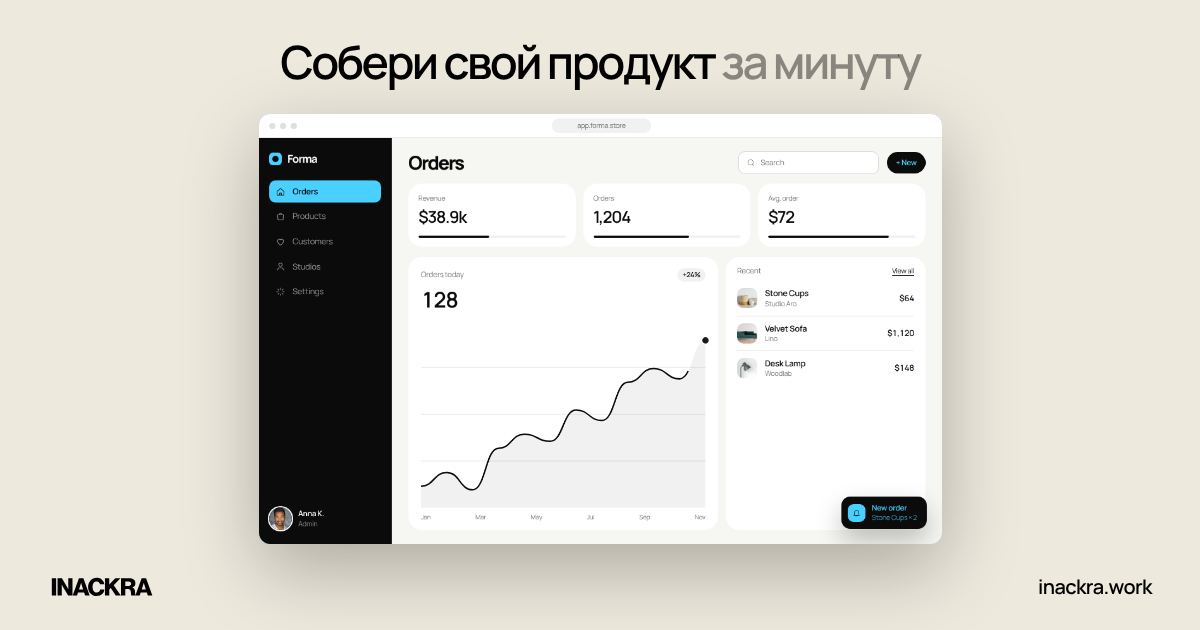 Собери свой продукт за минуту
app.forma.store
Forma
Orders
Search
+ New
Orders
Products
Customers
Studios
Settings
Revenue
$38.9k
Orders
1,204
Avg. order
$72
Orders today
+24%
128
Jan
Mar
May
Jul
Sep
Nov
Recent
View all
Stone Cups
Studio Aro
$64
Velvet Sofa
Lino
$1,120
Desk Lamp
Woodlab
$148
New order
Stone Cups × 2
Anna K.
Admin
INACKRA
inackra.work